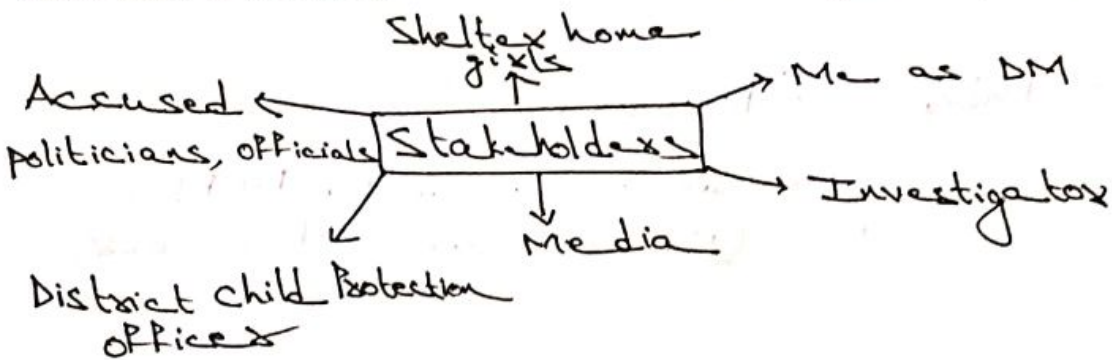 Shelter home
girls
Accused
politicians, officials
Stakeholders
Me as DM
Investigator
Media
District Child Protection
officer